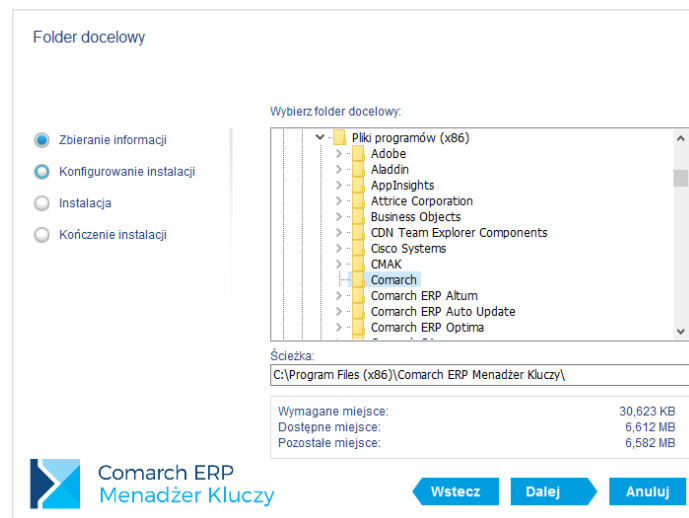 Folder docelowy
Wybierz folder docelowy:
Zbieranie informacji
Konfigurowanie instalacji
Instalacja
Kończenie instalacji
Pliki programów (x86)
Adobe
Aladdin
AppInsights
Attrice Corporation
Business Objects
CDN Team Explorer Components
Cisco Systems
CMAK
Comarch
Comarch ERP Altum
Comarch ERP Auto Update
Comarch ERP Optima
Ścieżka:
C:\Program Files (x86)\Comarch ERP Menadżer Kluczy\
Wymagane miejsce: 30,623 KB
Dostępne miejsce: 6,612 MB
Pozostałe miejsce: 6,582 MB
Comarch ERP
Menadżer Kluczy
Wstecz Dalej Anuluj